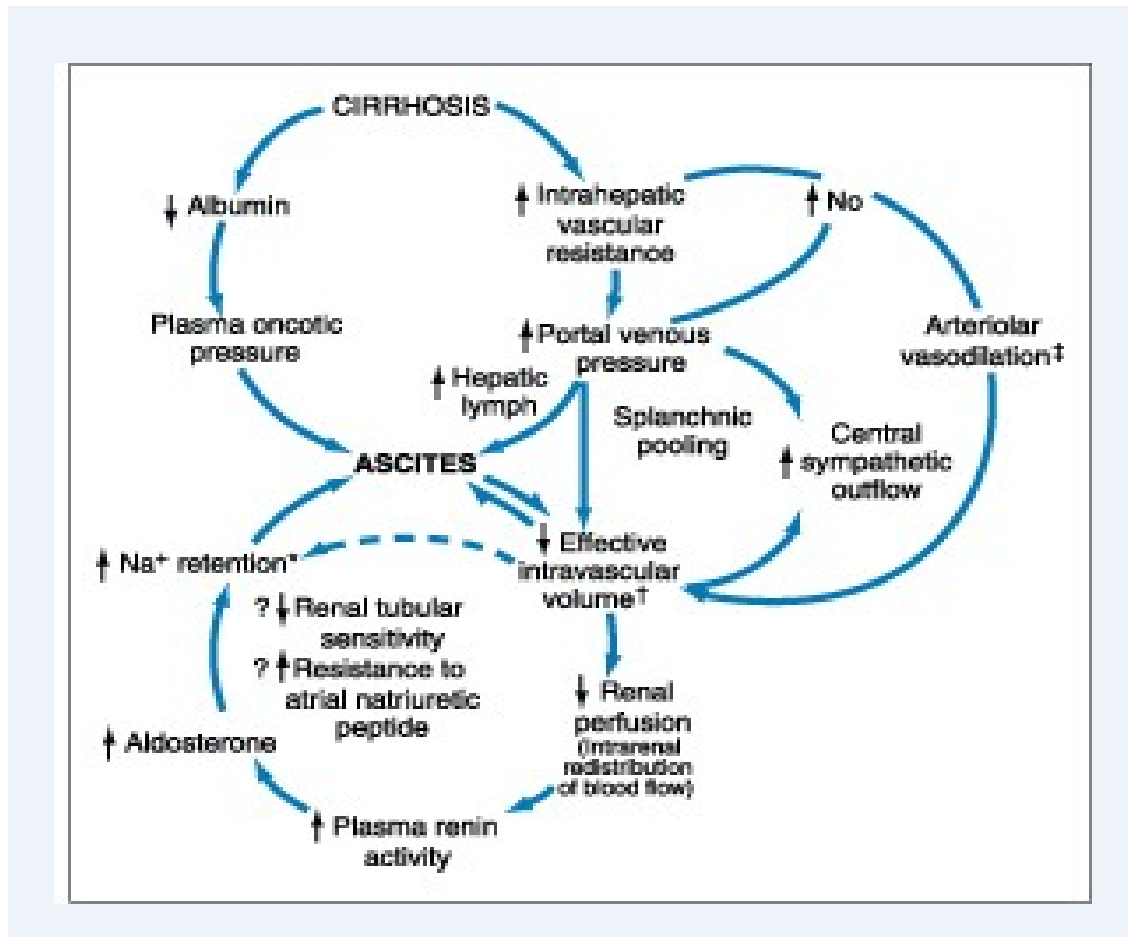 CIRRHOSIS
↓ Albumin
↑ Intrahepatic
vascular
resistance
↑ No
Plasma oncotic
pressure
↑ Portal venous
pressure
Arteriolar
vasodilation‡
↑ Hepatic
lymph
Splanchnic
pooling
Central
↑ sympathetic
outflow
ASCITES
↓ Effective
intravascular
volume†
↑ Na⁺ retention*
? ↓ Renal tubular
sensitivity
? ↑ Resistance to
atrial natriuretic
peptide
↓ Renal
perfusion
(Intrarenal
redistribution
of blood flow)
↑ Aldosterone
↑ Plasma renin
activity